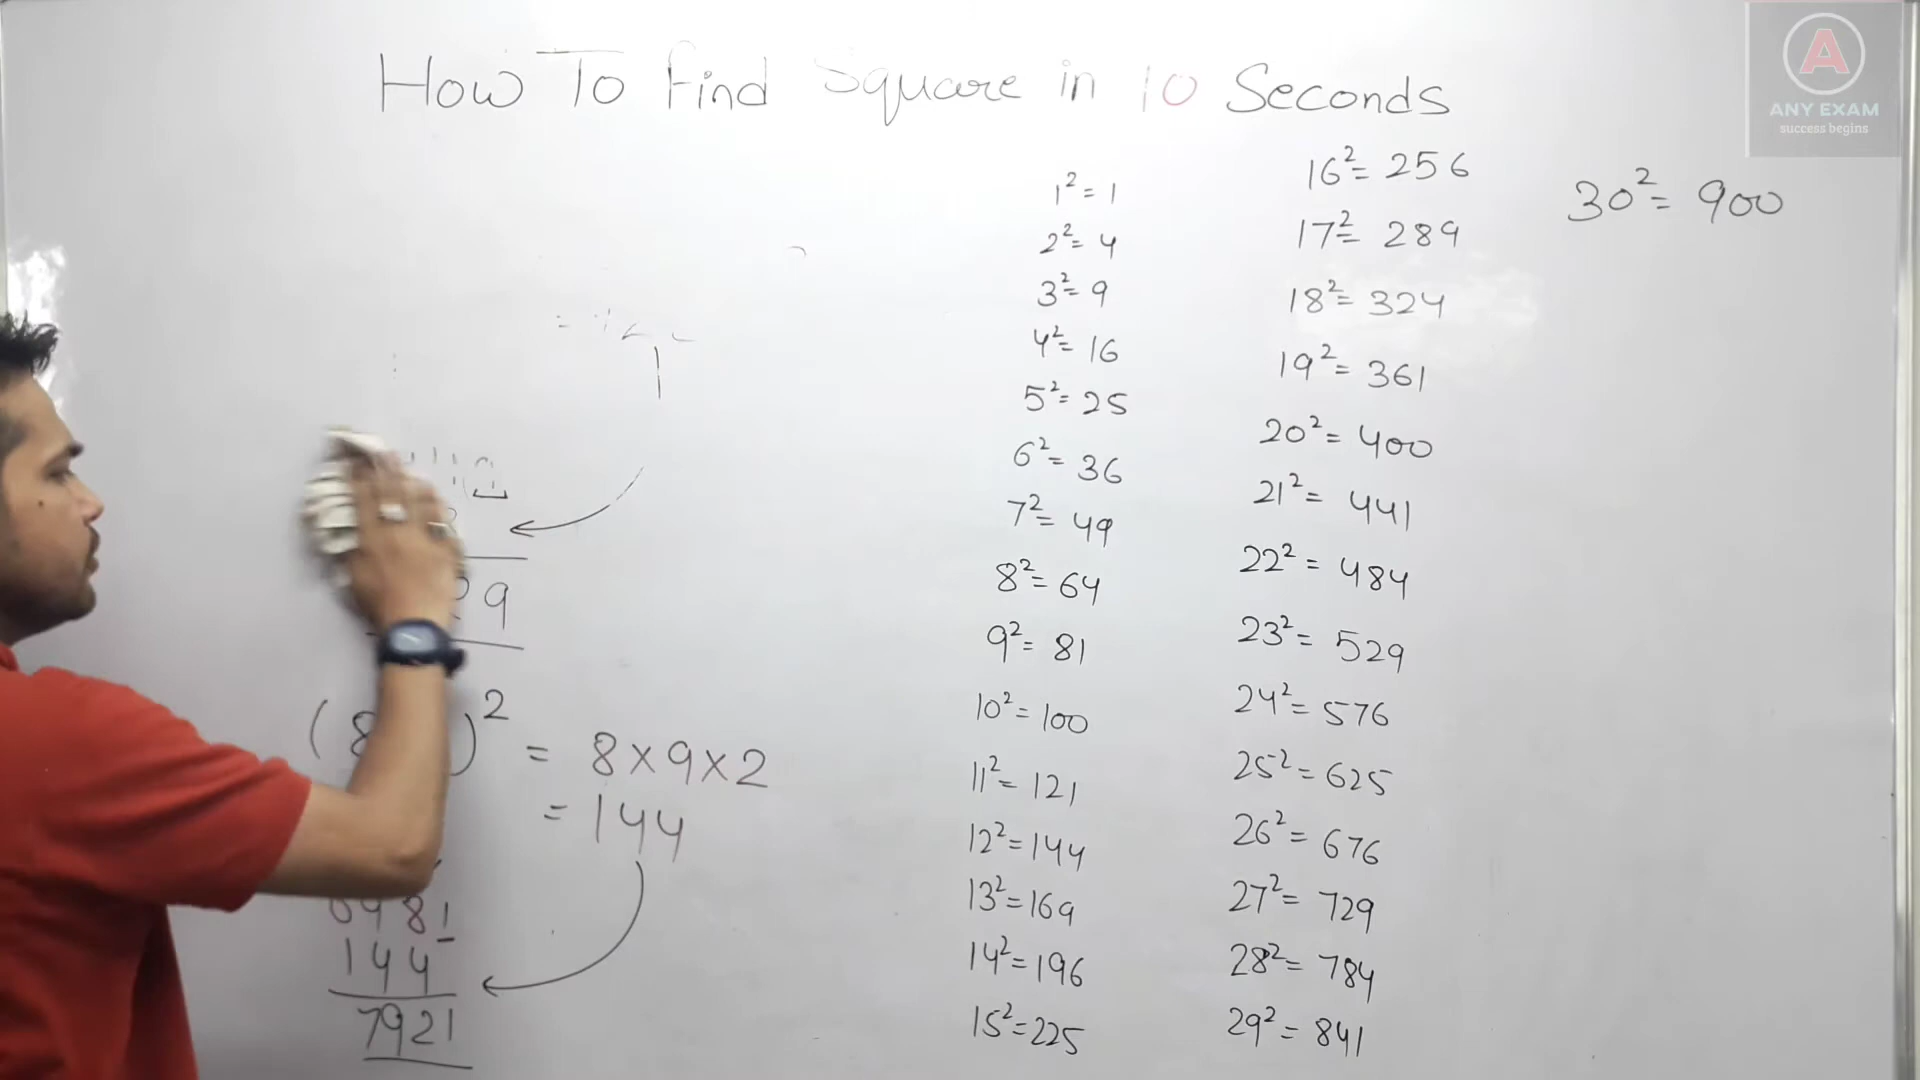 How To Find Square in 10 Seconds
A
ANY EXAM
success begins
1² = 1
2² = 4
3² = 9
4² = 16
5² = 25
6² = 36
7² = 49
8² = 64
9² = 81
10² = 100
11² = 121
12² = 144
13² = 169
14² = 196
15² = 225
16² = 256
17² = 289
18² = 324
19² = 361
20² = 400
21² = 441
22² = 484
23² = 529
24² = 576
25² = 625
26² = 676
27² = 729
28² = 784
29² = 841
30² = 900
9
(8 )² = 8×9×2
= 144
6481
144
7921